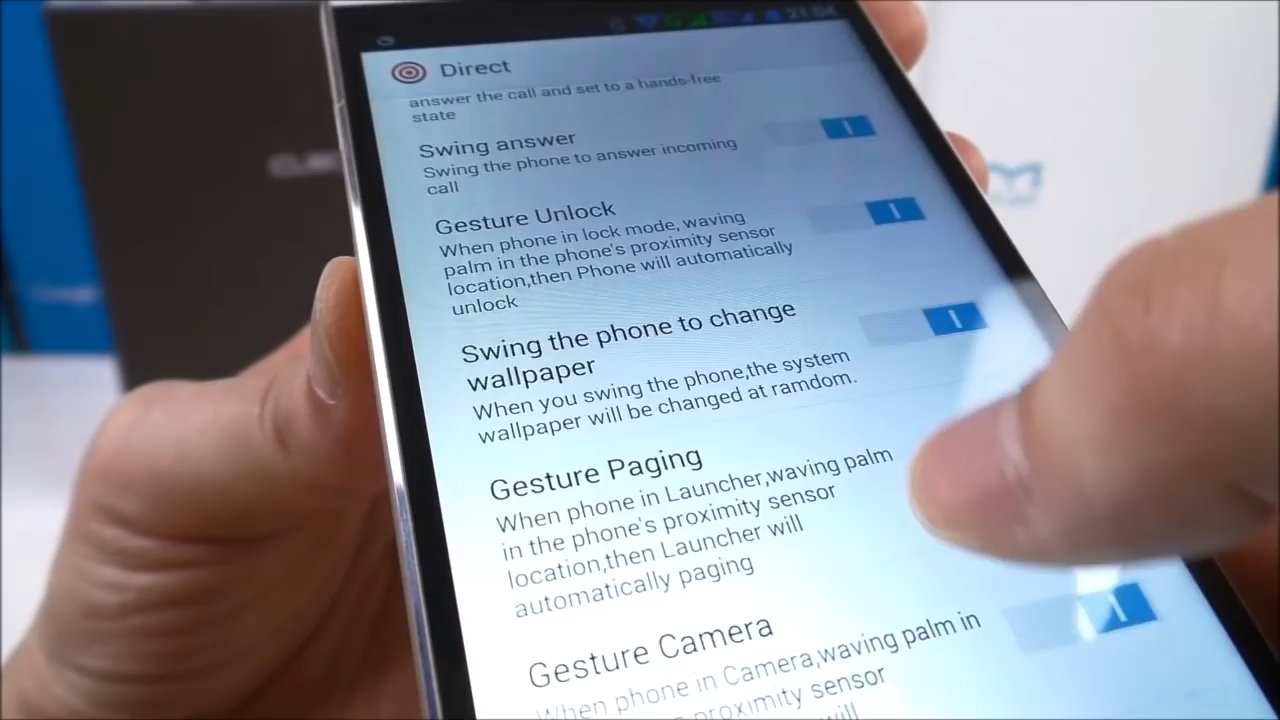 21:04
Direct
answer the call and set to a hands-free
state
Swing answer
Swing the phone to answer incoming
call
Gesture Unlock
When phone in lock mode, waving
palm in the phone's proximity sensor
location,then Phone will automatically
unlock
Swing the phone to change
wallpaper
When you swing the phone,the system
wallpaper will be changed at ramdom.
Gesture Paging
When phone in Launcher,waving palm
in the phone's proximity sensor
location,then Launcher will
automatically paging
Gesture Camera
When phone in Camera,waving palm in
proximity sensor
will